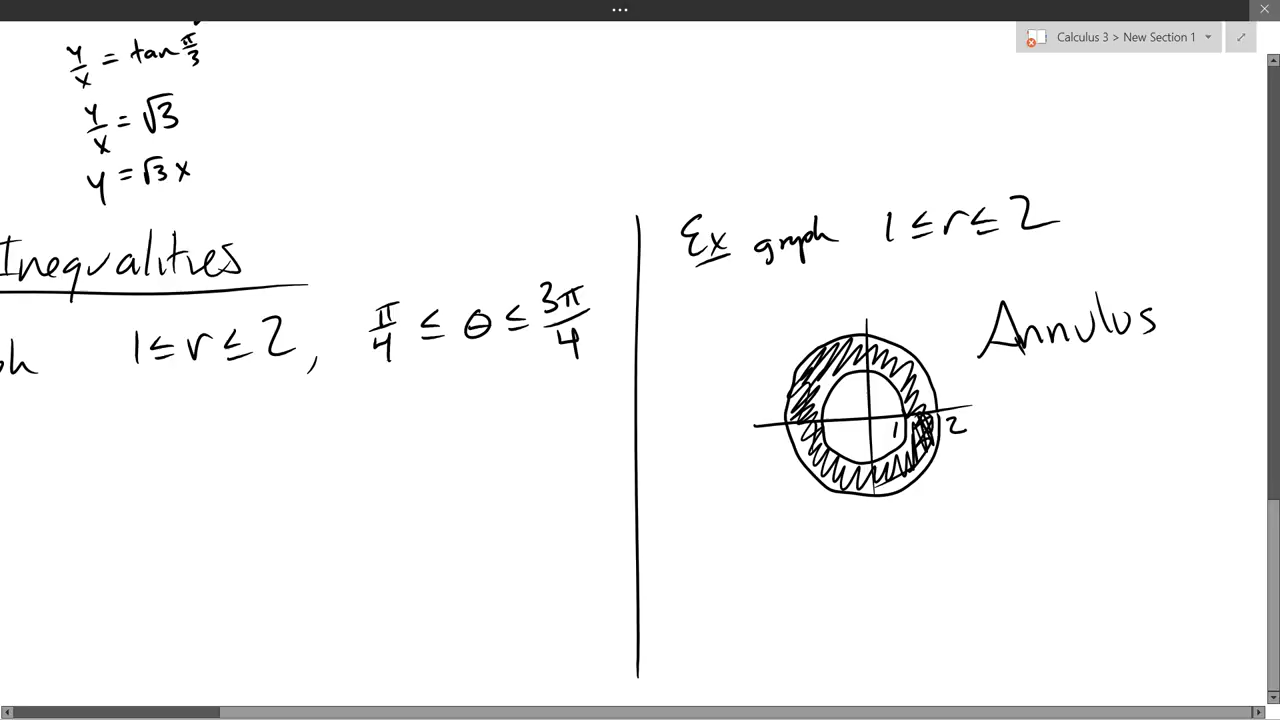 Calculus 3 > New Section 1
y/x = tan π/3
y/x = √3
y = √3 x
Inequalities
1 ≤ r ≤ 2, π/4 ≤ θ ≤ 3π/4
Ex graph 1 ≤ r ≤ 2
Annulus
1 2